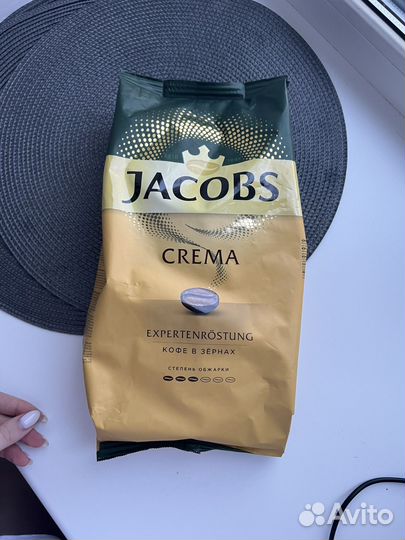 JACOBS
CREMA
EXPERTENRÖSTUNG
КОФЕ В ЗЁРНАХ
СТЕПЕНЬ ОБЖАРКИ
Avito